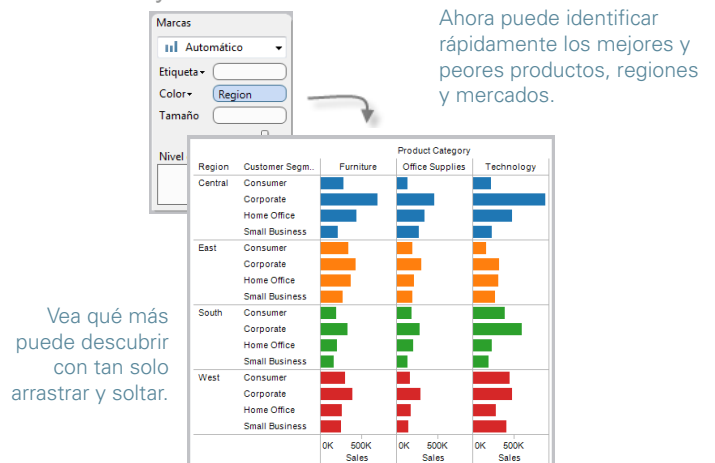 Marcas
Automático
Etiqueta
Color
Region
Tamaño
Nivel
Ahora puede identificar
rápidamente los mejores y
peores productos, regiones
y mercados.
Product Category
Region Customer Segm.. Furniture Office Supplies Technology
Central Consumer
Corporate
Home Office
Small Business
East Consumer
Corporate
Home Office
Small Business
South Consumer
Corporate
Home Office
Small Business
West Consumer
Corporate
Home Office
Small Business
0K 500K 0K 500K 0K 500K
Sales Sales Sales
Vea qué más
puede descubrir
con tan solo
arrastrar y soltar.